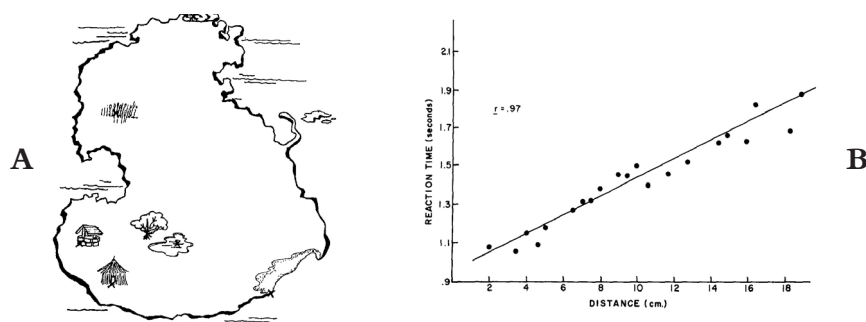 A
B
REACTION TIME (seconds)
2.1
1.9
1.7
1.5
1.3
1.1
.9
r=.97
2 4 6 8 10 12 14 16 18
DISTANCE (cm.)